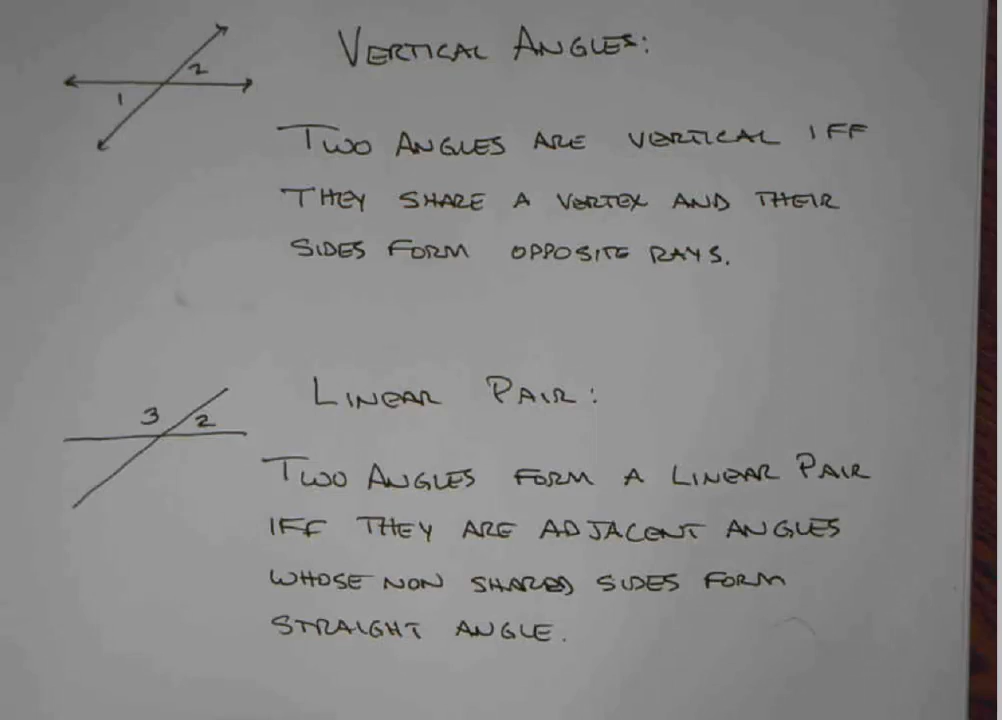 VERTICAL ANGLES:
2
1
TWO ANGLES ARE VERTICAL IFF
THEY SHARE A VERTEX AND THEIR
SIDES FORM OPPOSITE RAYS.
LINEAR PAIR:
3 2
TWO ANGLES FORM A LINEAR PAIR
IFF THEY ARE ADJACENT ANGLES
WHOSE NON SHARED SIDES FORM
STRAIGHT ANGLE.